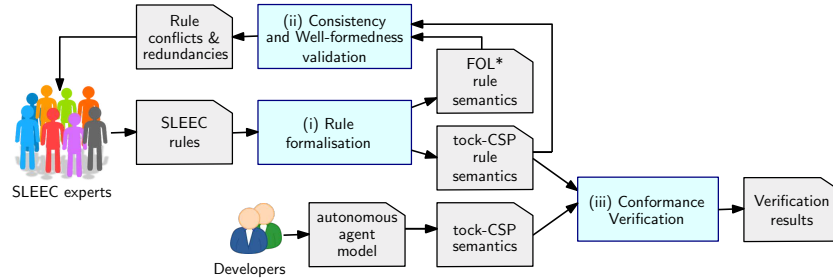 Rule
conflicts &
redundancies
(ii) Consistency
and Well-formedness
validation
FOL*
rule
semantics
SLEEC
rules
(i) Rule
formalisation
tock-CSP
rule
semantics
SLEEC experts
(iii) Conformance
Verification
Verification
results
autonomous
agent
model
tock-CSP
semantics
Developers